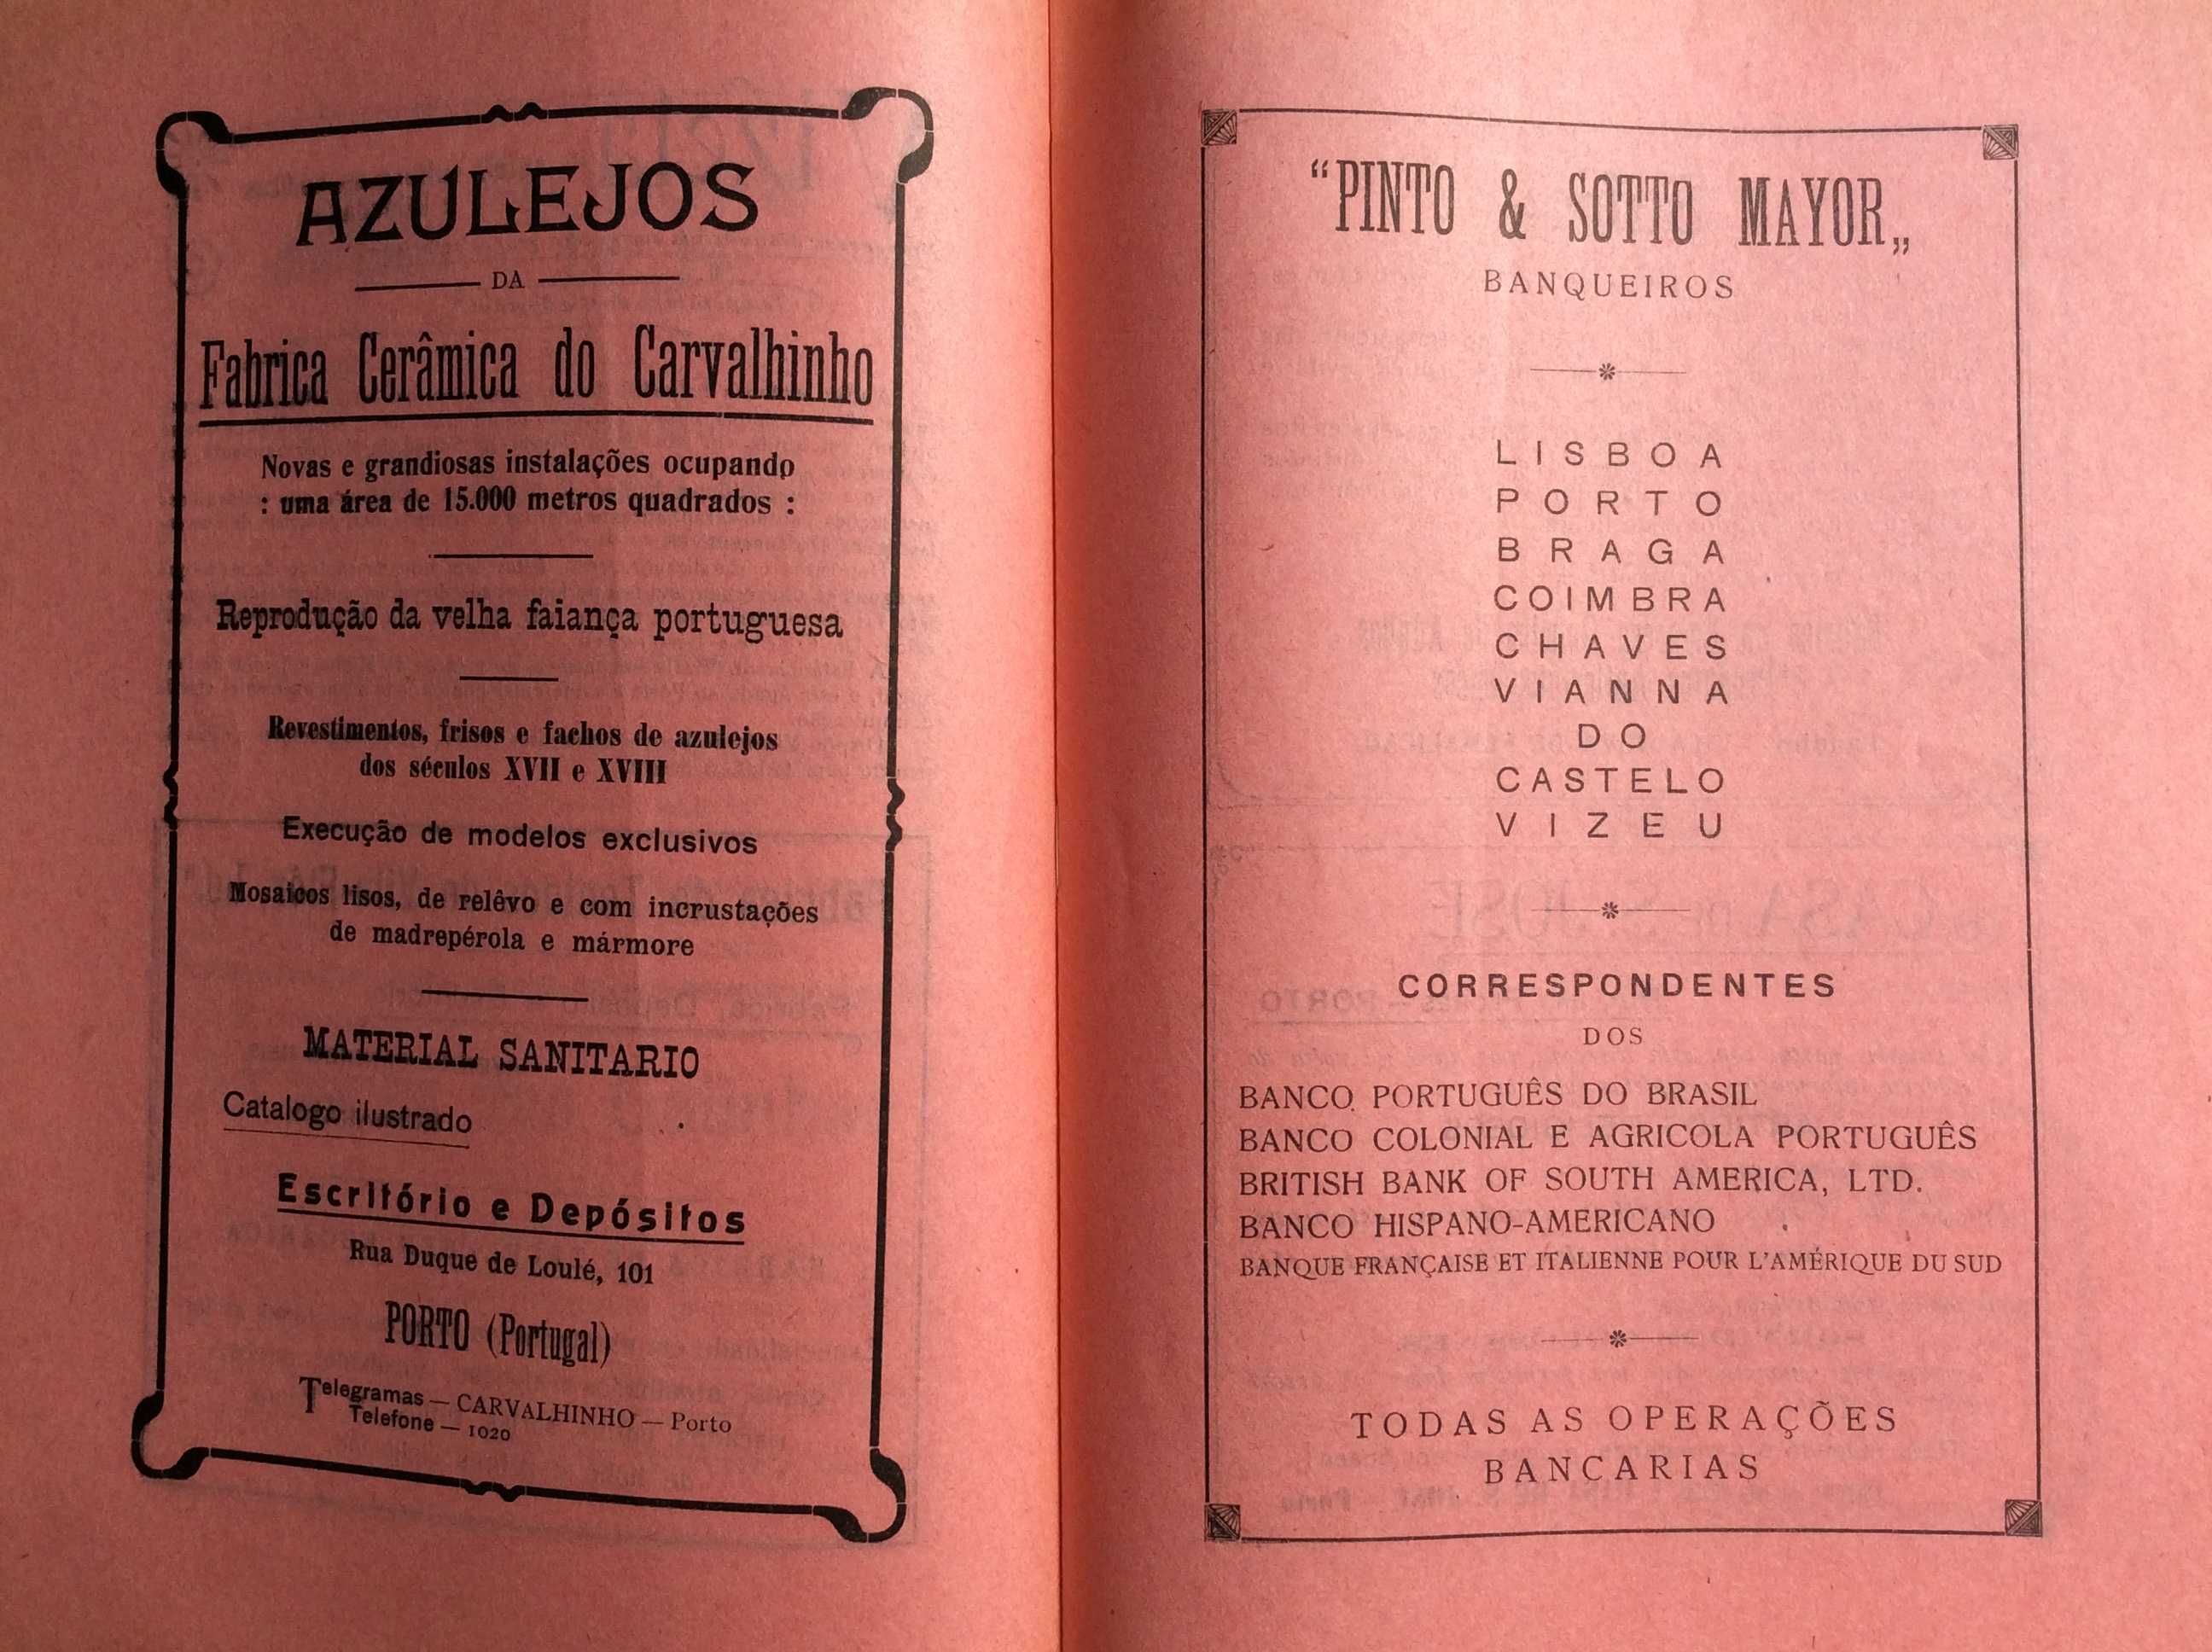 AZULEJOS
DA
Fabrica Cerâmica do Carvalhinho
Novas e grandiosas instalações ocupando
: uma área de 15.000 metros quadrados :
Reprodução da velha faiança portuguesa
Revestimentos, frisos e fachos de azulejos
dos séculos XVII e XVIII
Execução de modelos exclusivos
Mosaicos lisos, de relêvo e com incrustações
de madrepérola e mármore
MATERIAL SANITARIO
Catalogo ilustrado
Escritório e Depósitos
Rua Duque de Loulé, 101
PORTO (Portugal)
Telegramas — CARVALHINHO — Porto
Telefone — 1020
“PINTO & SOTTO MAYOR„
BANQUEIROS
LISBOA
PORTO
BRAGA
COIMBRA
CHAVES
VIANNA
DO
CASTELO
VIZEU
CORRESPONDENTES
DOS
BANCO PORTUGUÊS DO BRASIL
BANCO COLONIAL E AGRICOLA PORTUGUÊS
BRITISH BANK OF SOUTH AMERICA, LTD.
BANCO HISPANO-AMERICANO
BANQUE FRANÇAISE ET ITALIENNE POUR L'AMÉRIQUE DU SUD
TODAS AS OPERAÇÕES
BANCARIAS